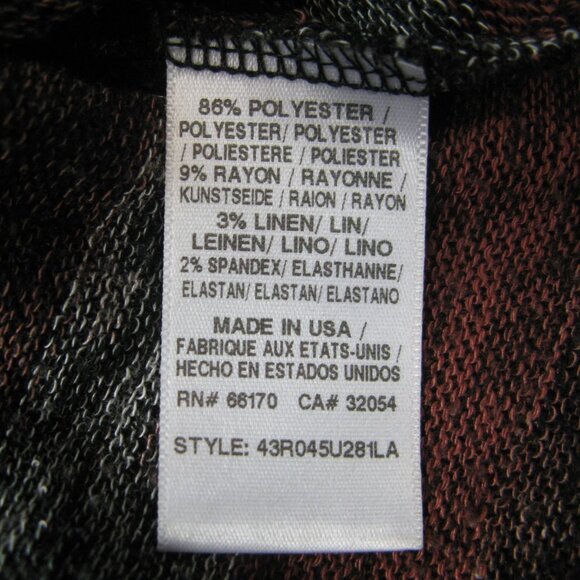 86% POLYESTER /
POLYESTER/ POLYESTER
/ POLIESTERE / POLIESTER
9% RAYON / RAYONNE /
KUNSTSEIDE / RAION / RAYON
3% LINEN/ LIN/
LEINEN/ LINO/ LINO
2% SPANDEX/ ELASTHANNE/
ELASTAN/ ELASTAN/ ELASTANO
MADE IN USA /
FABRIQUE AUX ETATS-UNIS /
HECHO EN ESTADOS UNIDOS
RN# 66170 CA# 32054
STYLE: 43R045U281LA